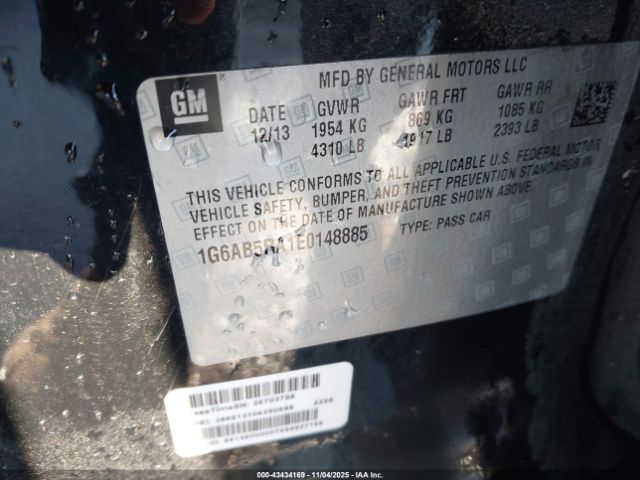 GM
MFD BY GENERAL MOTORS LLC
DATE GVWR GAWR FRT GAWR RR
12/13 1954 KG 869 KG 1085 KG
4310 LB 1917 LB 2393 LB
THIS VEHICLE CONFORMS TO ALL APPLICABLE U.S. FEDERAL MOTOR
VEHICLE SAFETY, BUMPER, AND THEFT PREVENTION STANDARDS IN
EFFECT ON THE DATE OF MANUFACTURE SHOWN ABOVE.
1G6AB5RA1E0148885 TYPE: PASS CAR
000-43434169 - 11/04/2025 - IAAI Copyright